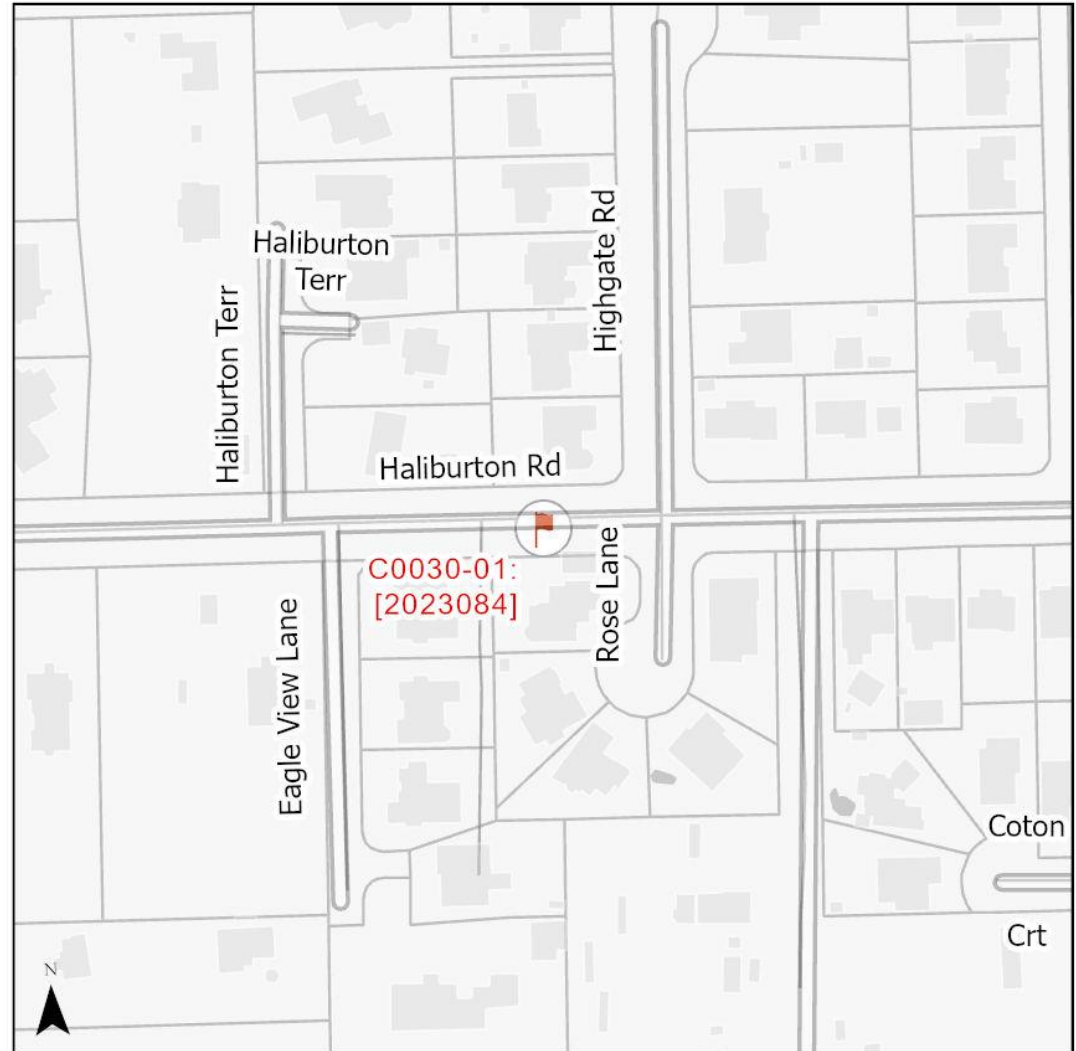 Haliburton
Terr
Haliburton Terr
Highgate Rd
Haliburton Rd
C0030-01:
[2023084]
Rose Lane
Eagle View Lane
Coton
Crt
N